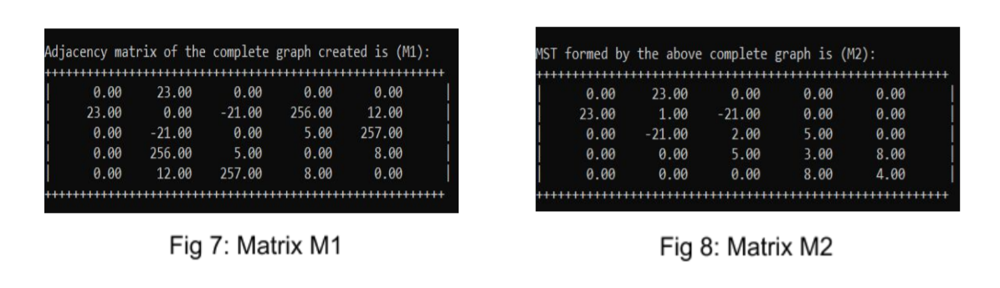 Adjacency matrix of the complete graph created is (M1):
+++++++++++++++++++++++++++++++++++++++++++++++++++++++++
| 0.00 23.00 0.00 0.00 0.00 |
| 23.00 0.00 -21.00 256.00 12.00 |
| 0.00 -21.00 0.00 5.00 257.00 |
| 0.00 256.00 5.00 0.00 8.00 |
| 0.00 12.00 257.00 8.00 0.00 |
+++++++++++++++++++++++++++++++++++++++++++++++++++++++++
Fig 7: Matrix M1
MST formed by the above complete graph is (M2):
+++++++++++++++++++++++++++++++++++++++++++++++++++++++++
| 0.00 23.00 0.00 0.00 0.00 |
| 23.00 1.00 -21.00 0.00 0.00 |
| 0.00 -21.00 2.00 5.00 0.00 |
| 0.00 0.00 5.00 3.00 8.00 |
| 0.00 0.00 0.00 8.00 4.00 |
+++++++++++++++++++++++++++++++++++++++++++++++++++++++++
Fig 8: Matrix M2